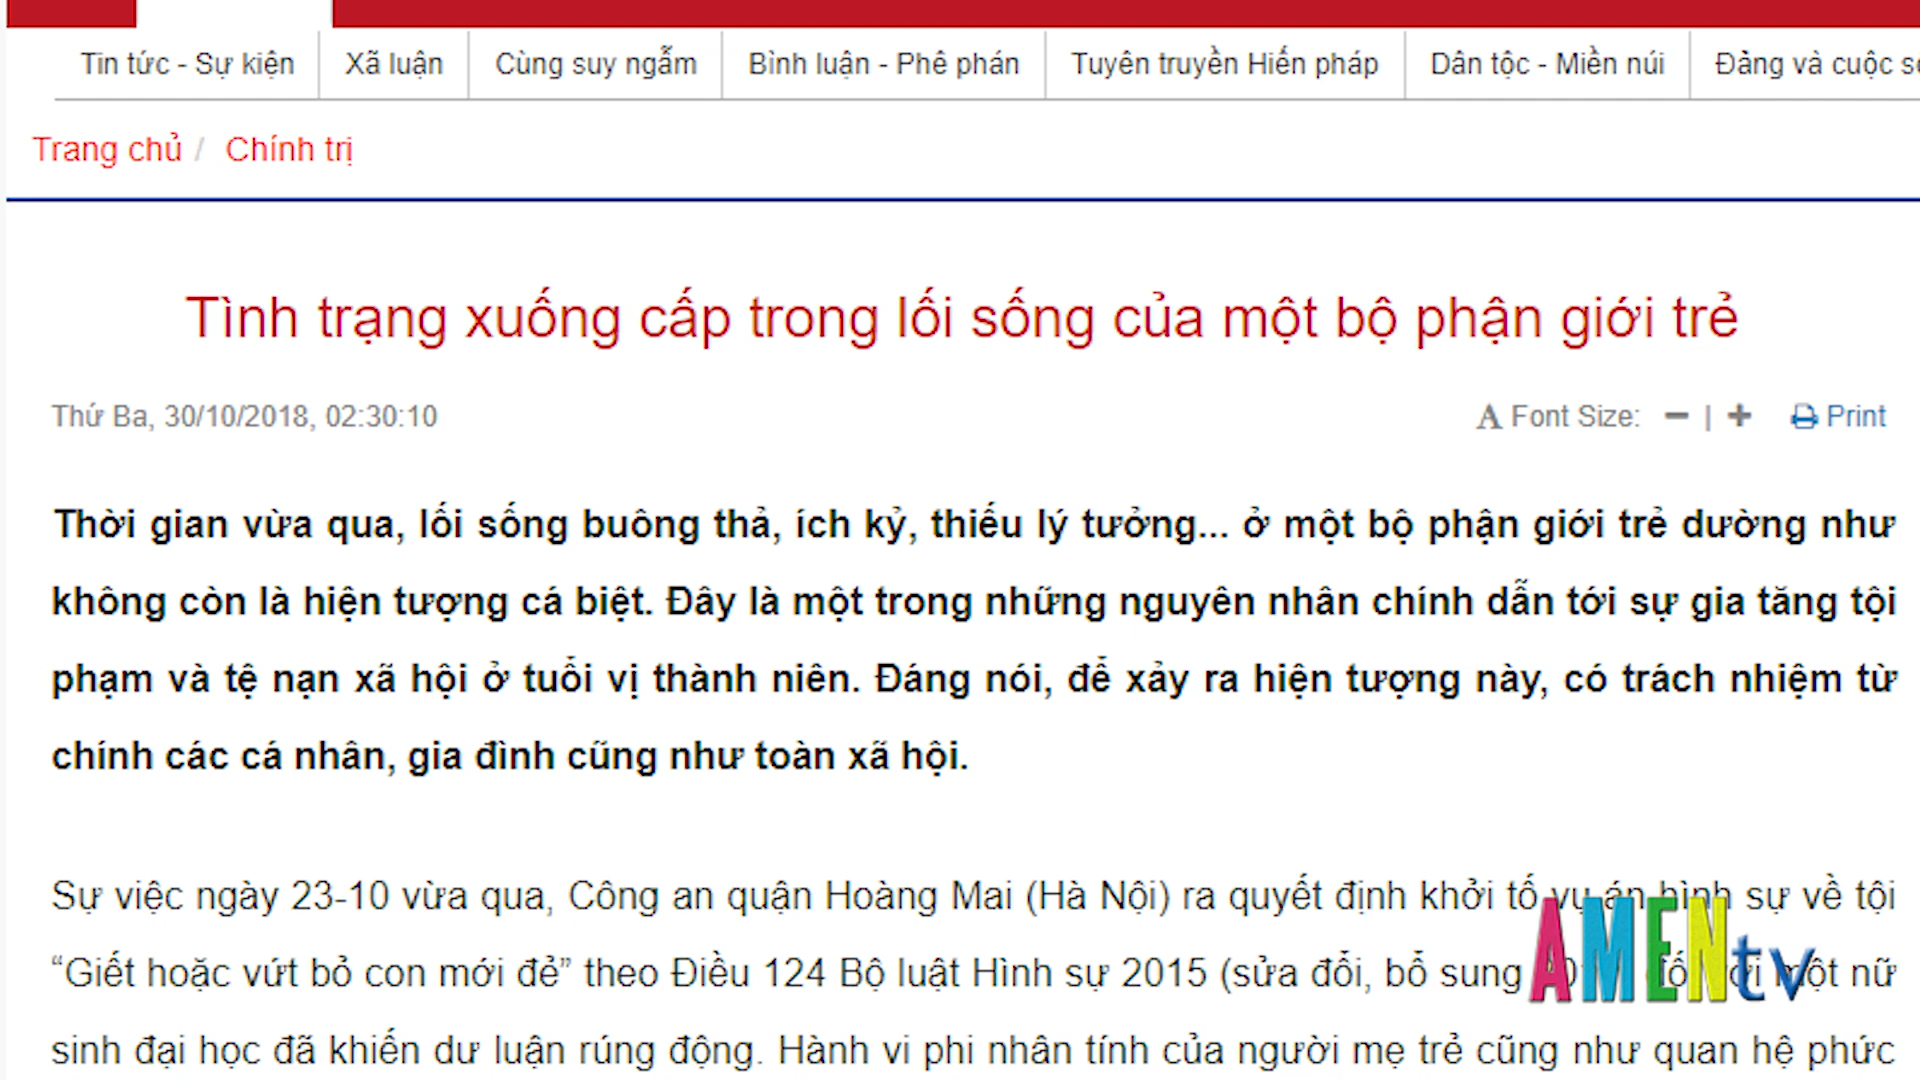 Tin tức - Sự kiện Xã luận Cùng suy ngẫm Bình luận - Phê phán Tuyên truyền Hiến pháp Dân tộc - Miền núi Đảng và cuộc
Trang chủ / Chính trị
Tình trạng xuống cấp trong lối sống của một bộ phận giới trẻ
Thứ Ba, 30/10/2018, 02:30:10 A Font Size: − | + Print
Thời gian vừa qua, lối sống buông thả, ích kỷ, thiếu lý tưởng... ở một bộ phận giới trẻ dường như
không còn là hiện tượng cá biệt. Đây là một trong những nguyên nhân chính dẫn tới sự gia tăng tội
phạm và tệ nạn xã hội ở tuổi vị thành niên. Đáng nói, để xảy ra hiện tượng này, có trách nhiệm từ
chính các cá nhân, gia đình cũng như toàn xã hội.
Sự việc ngày 23-10 vừa qua, Công an quận Hoàng Mai (Hà Nội) ra quyết định khởi tố vụ án hình sự về tội
“Giết hoặc vứt bỏ con mới đẻ” theo Điều 124 Bộ luật Hình sự 2015 (sửa đổi, bổ sung một nữ
sinh đại học đã khiến dư luận rúng động. Hành vi phi nhân tính của người mẹ trẻ cũng như quan hệ phức
AMENtv